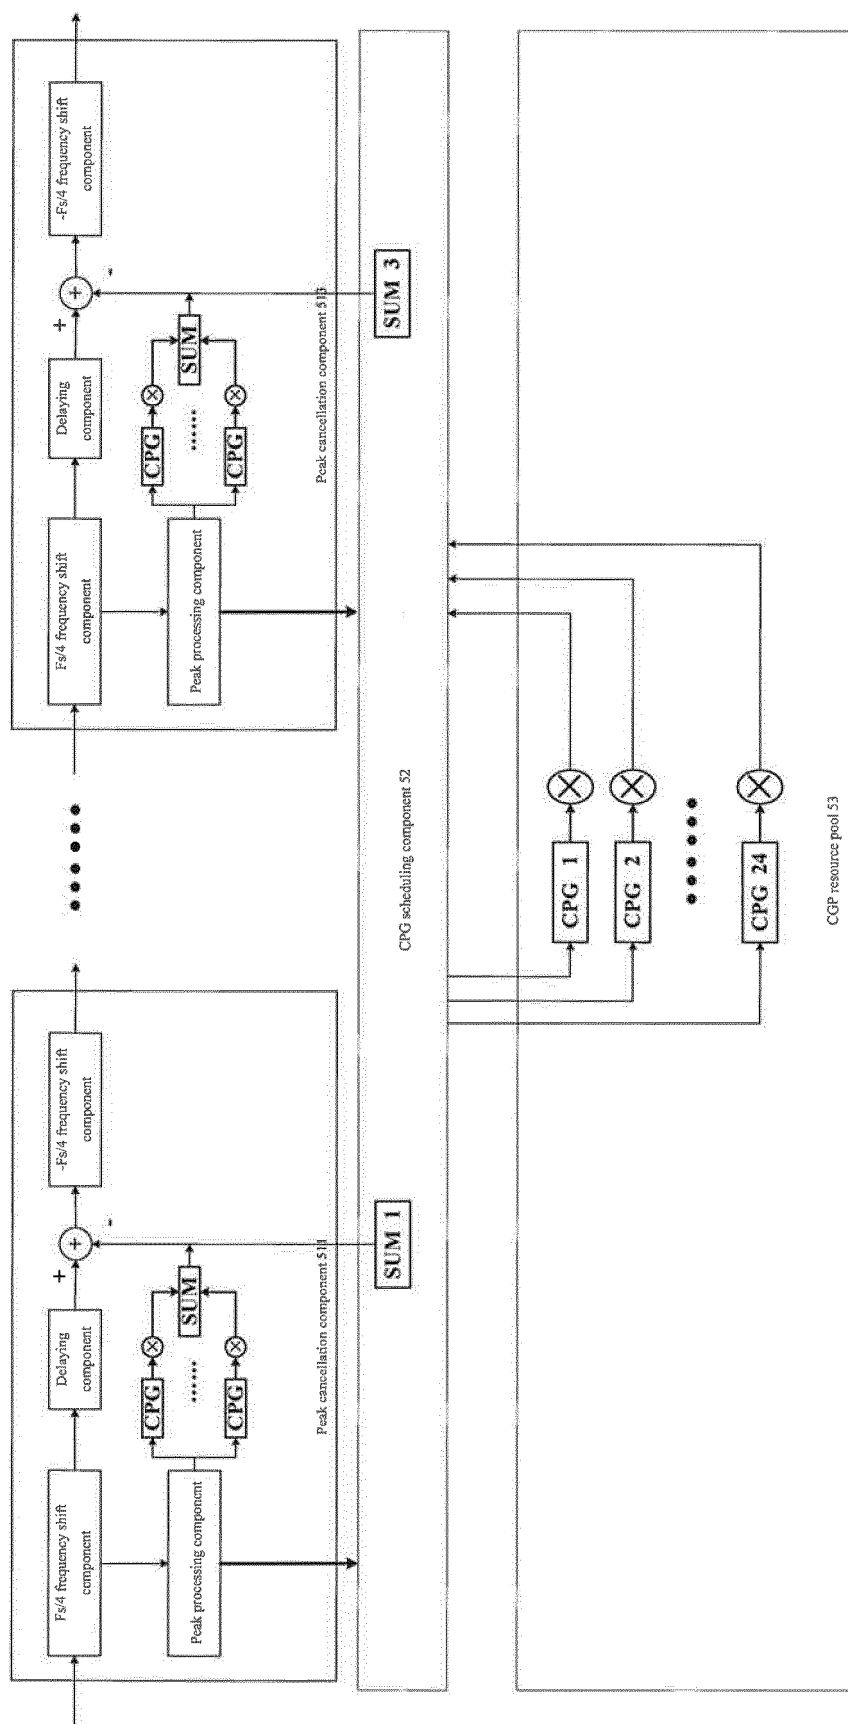 Fs/4 frequency shift
component
Delaying
component
+
+
-
-Fs/4 frequency shift
component
Peak processing component
CPG
CPG
......
SUM
Peak cancellation component 511
......
Fs/4 frequency shift
component
Delaying
component
+
+
-
-Fs/4 frequency shift
component
Peak processing component
CPG
CPG
......
SUM
Peak cancellation component 513
SUM 1
CPG scheduling component 52
SUM 3
CPG 1
CPG 2
......
CPG 24
CGP resource pool 53